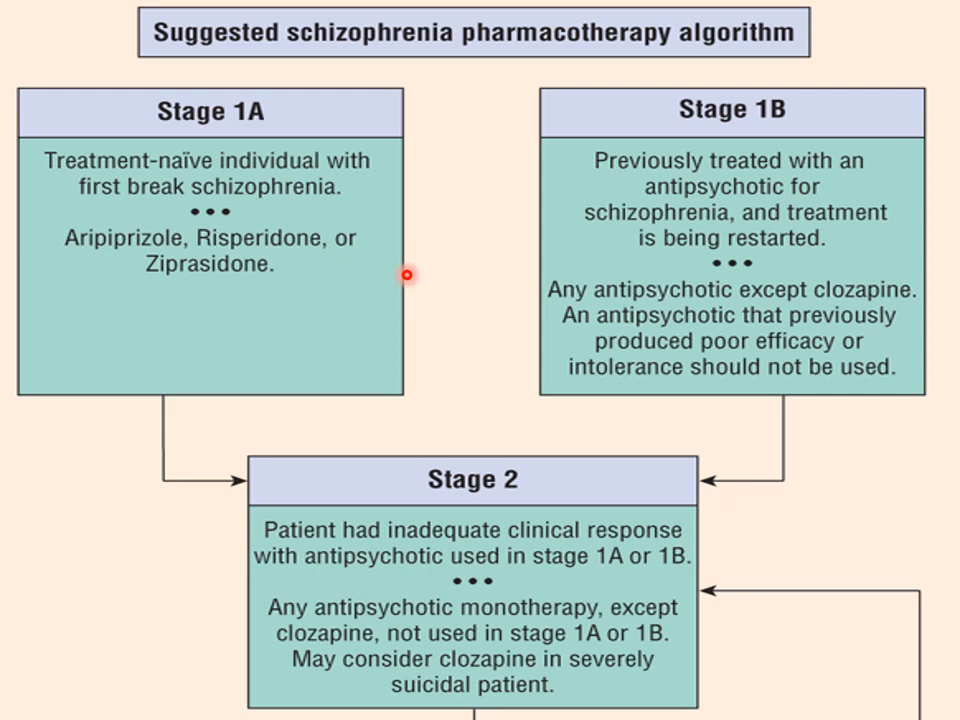 Suggested schizophrenia pharmacotherapy algorithm
Stage 1A
Treatment-naïve individual with
first break schizophrenia.
•••
Aripiprizole, Risperidone, or
Ziprasidone.
Stage 1B
Previously treated with an
antipsychotic for
schizophrenia, and treatment
is being restarted.
•••
Any antipsychotic except clozapine.
An antipsychotic that previously
produced poor efficacy or
intolerance should not be used.
Stage 2
Patient had inadequate clinical response
with antipsychotic used in stage 1A or 1B.
•••
Any antipsychotic monotherapy, except
clozapine, not used in stage 1A or 1B.
May consider clozapine in severely
suicidal patient.